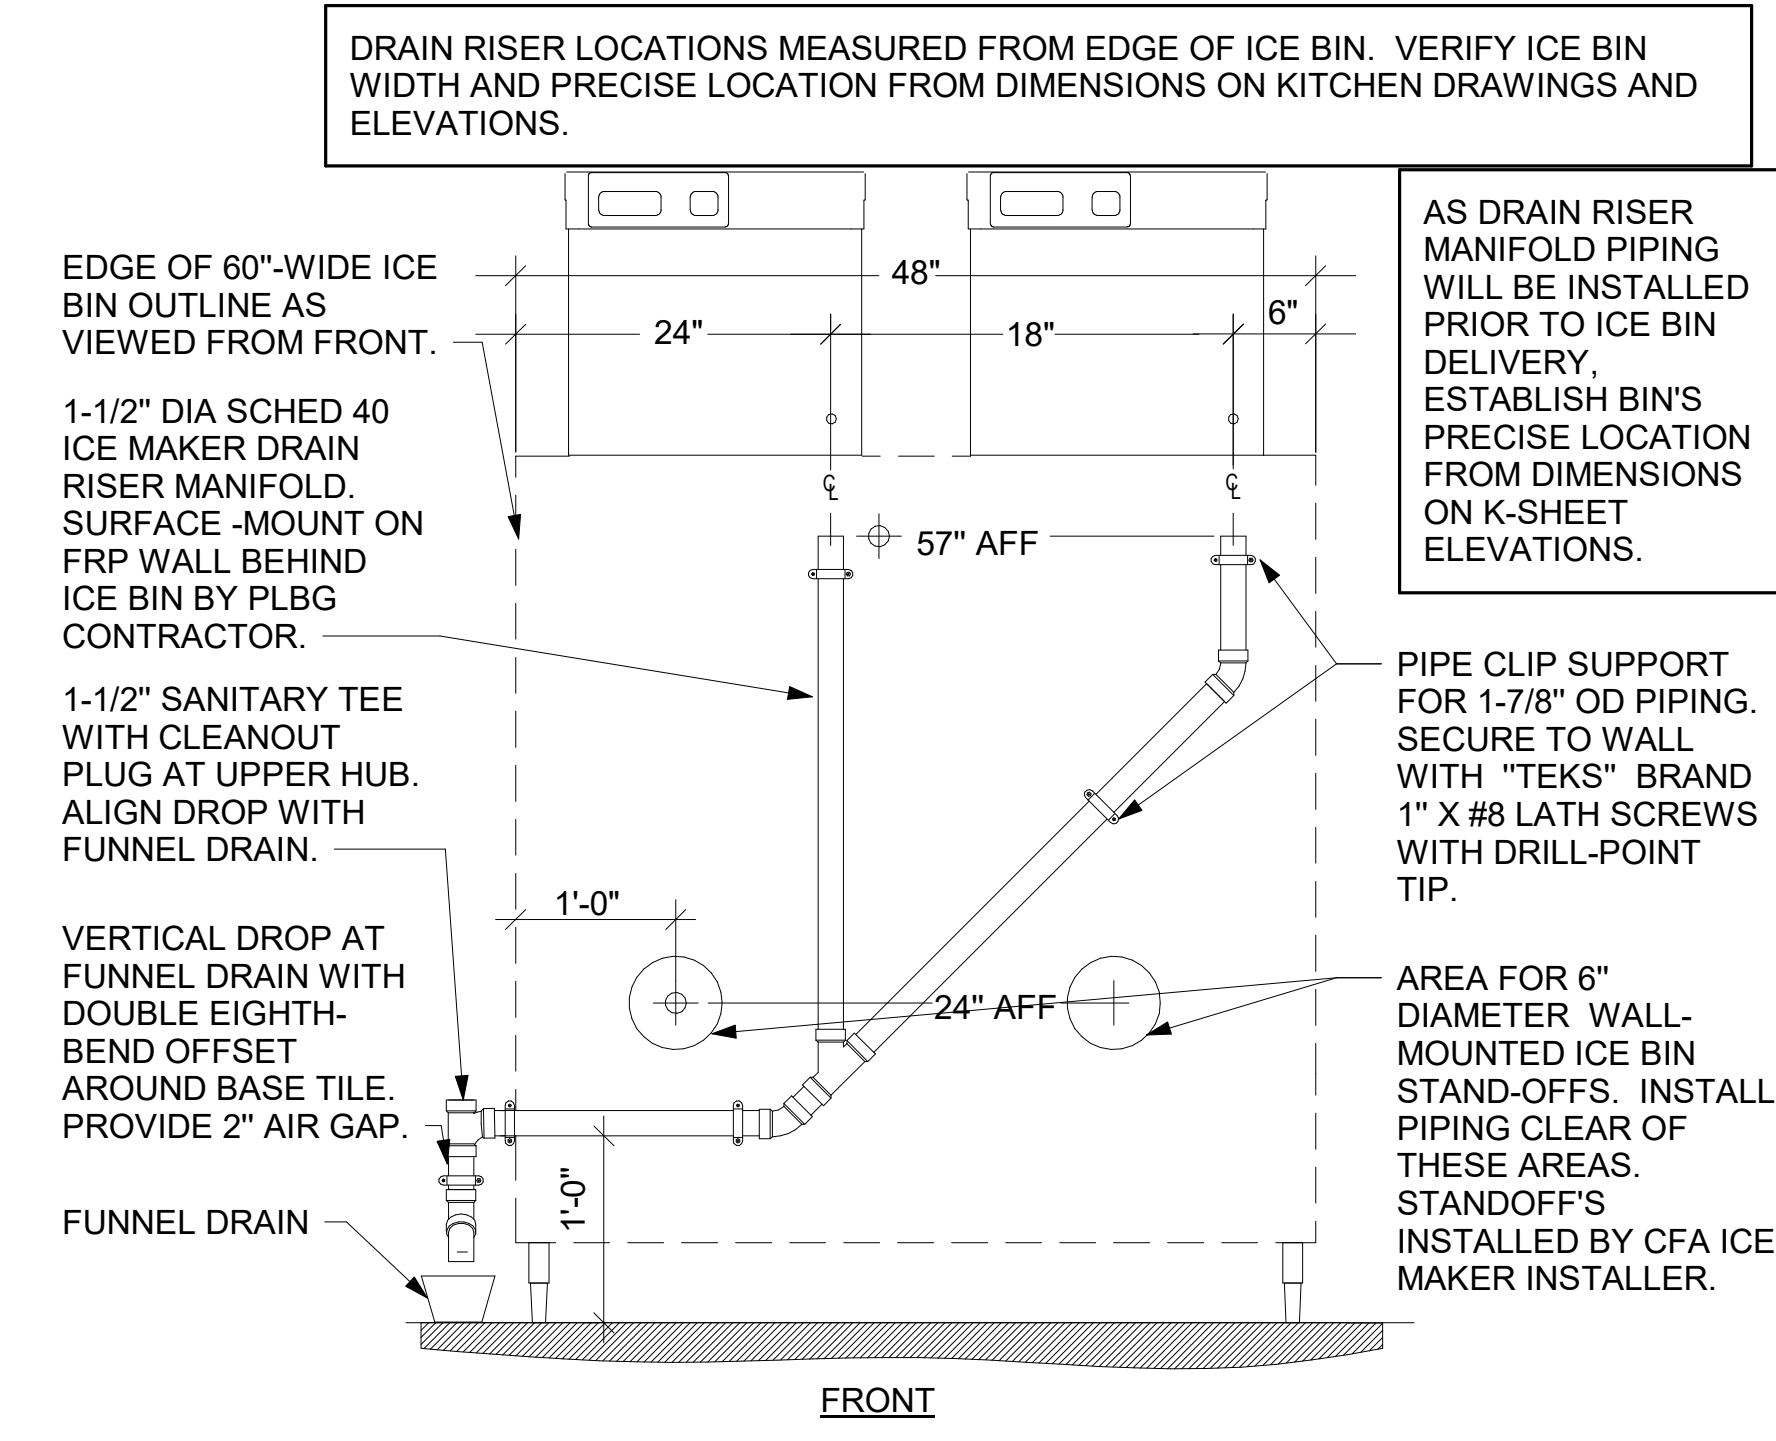 DRAIN RISER LOCATIONS MEASURED FROM EDGE OF ICE BIN. VERIFY ICE BIN
WIDTH AND PRECISE LOCATION FROM DIMENSIONS ON KITCHEN DRAWINGS AND
ELEVATIONS.
AS DRAIN RISER
MANIFOLD PIPING
WILL BE INSTALLED
PRIOR TO ICE BIN
DELIVERY,
ESTABLISH BIN'S
PRECISE LOCATION
FROM DIMENSIONS
ON K-SHEET
ELEVATIONS.
EDGE OF 60"-WIDE ICE
BIN OUTLINE AS
VIEWED FROM FRONT.
48"
24"
18"
6"
1-1/2" DIA SCHED 40
ICE MAKER DRAIN
RISER MANIFOLD.
SURFACE -MOUNT ON
FRP WALL BEHIND
ICE BIN BY PLBG
CONTRACTOR.
CL
CL
57" AFF
1-1/2" SANITARY TEE
WITH CLEANOUT
PLUG AT UPPER HUB.
ALIGN DROP WITH
FUNNEL DRAIN.
PIPE CLIP SUPPORT
FOR 1-7/8" OD PIPING.
SECURE TO WALL
WITH "TEKS" BRAND
1" X #8 LATH SCREWS
WITH DRILL-POINT
TIP.
1'-0"
24" AFF
VERTICAL DROP AT
FUNNEL DRAIN WITH
DOUBLE EIGHTH-
BEND OFFSET
AROUND BASE TILE.
PROVIDE 2" AIR GAP.
AREA FOR 6"
DIAMETER WALL-
MOUNTED ICE BIN
STAND-OFFS. INSTALL
PIPING CLEAR OF
THESE AREAS.
STANDOFF'S
INSTALLED BY CFA ICE
MAKER INSTALLER.
1'-0"
FUNNEL DRAIN
FRONT